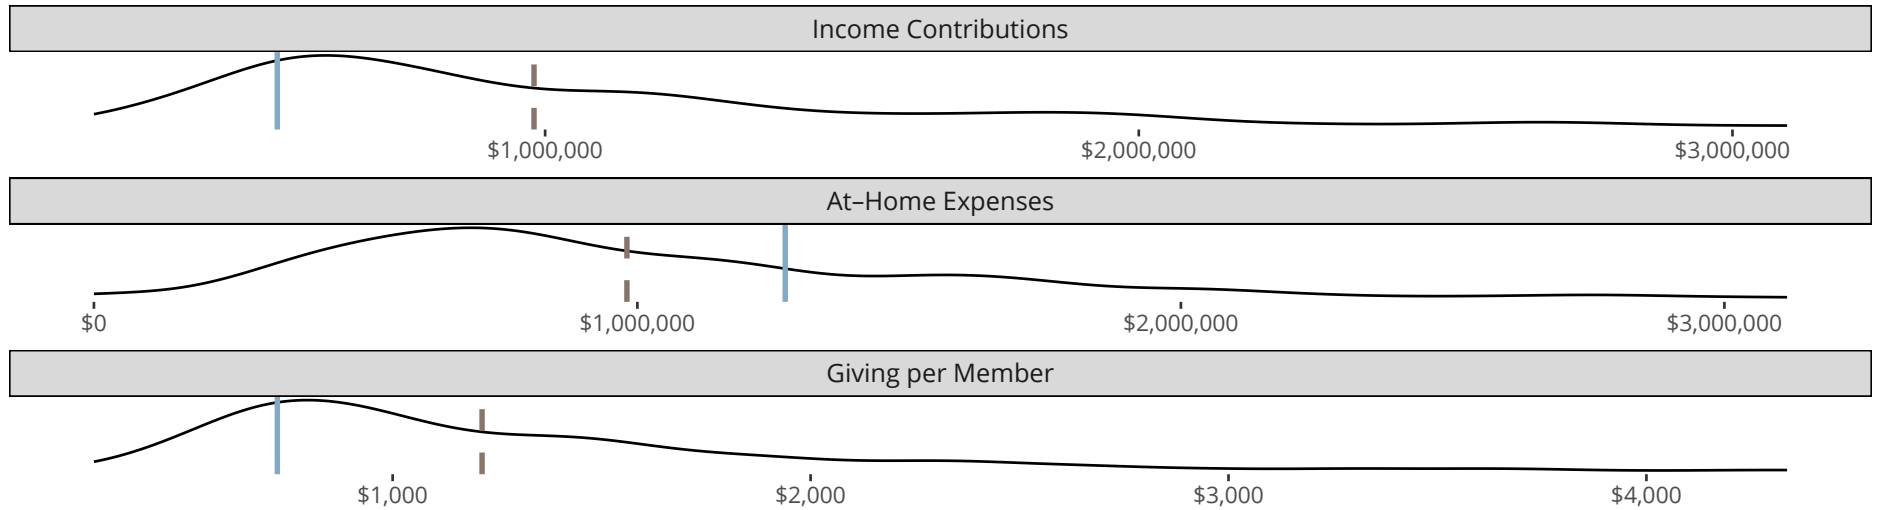 Income Contributions
$1,000,000 $2,000,000 $3,000,000
At–Home Expenses
$0 $1,000,000 $2,000,000 $3,000,000
Giving per Member
$1,000 $2,000 $3,000 $4,000